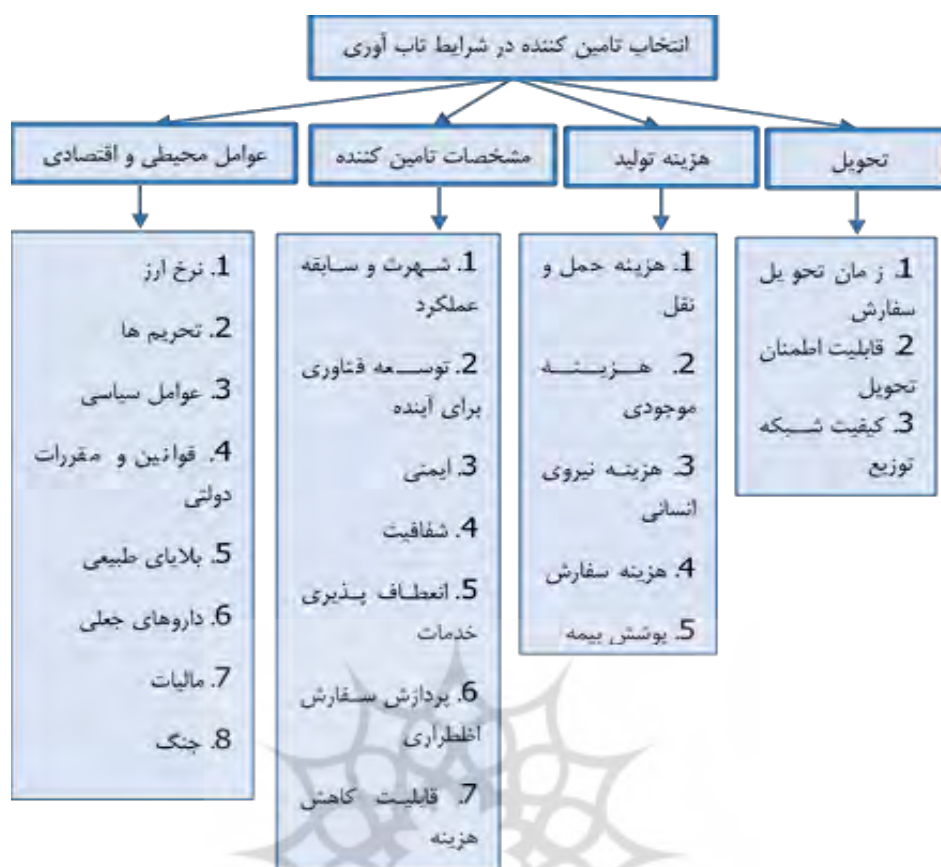 انتخاب تامین کننده در شرایط تاب آوری
تحویل
هزینه تولید
مشخصات تامین کننده
عوامل محیطی و اقتصادی
1. زمان تحویل
سفارش
2. قابلیت اطمنان
تحویل
3. کیفیت شبکه
توزیع
1. هزینه حمل و
نقل
2. هزینه
موجودی
3. هزینه نیروی
انسانی
4. هزینه سفارش
5. پوشش بیمه
1. شهرت و سابقه
عملکرد
2. توسعه فناوری
برای آینده
3. ایمنی
4. شفافیت
5. انعطاف پذیری
خدمات
6. پردازش سفارش
اظطراری
7. قابلیت کاهش
هزینه
1. نرخ ارز
2. تحریم ها
3. عوامل سیاسی
4. قوانین و مقررات
دولتی
5. بلایای طبیعی
6. داروهای جعلی
7. مالیات
8. جنگ